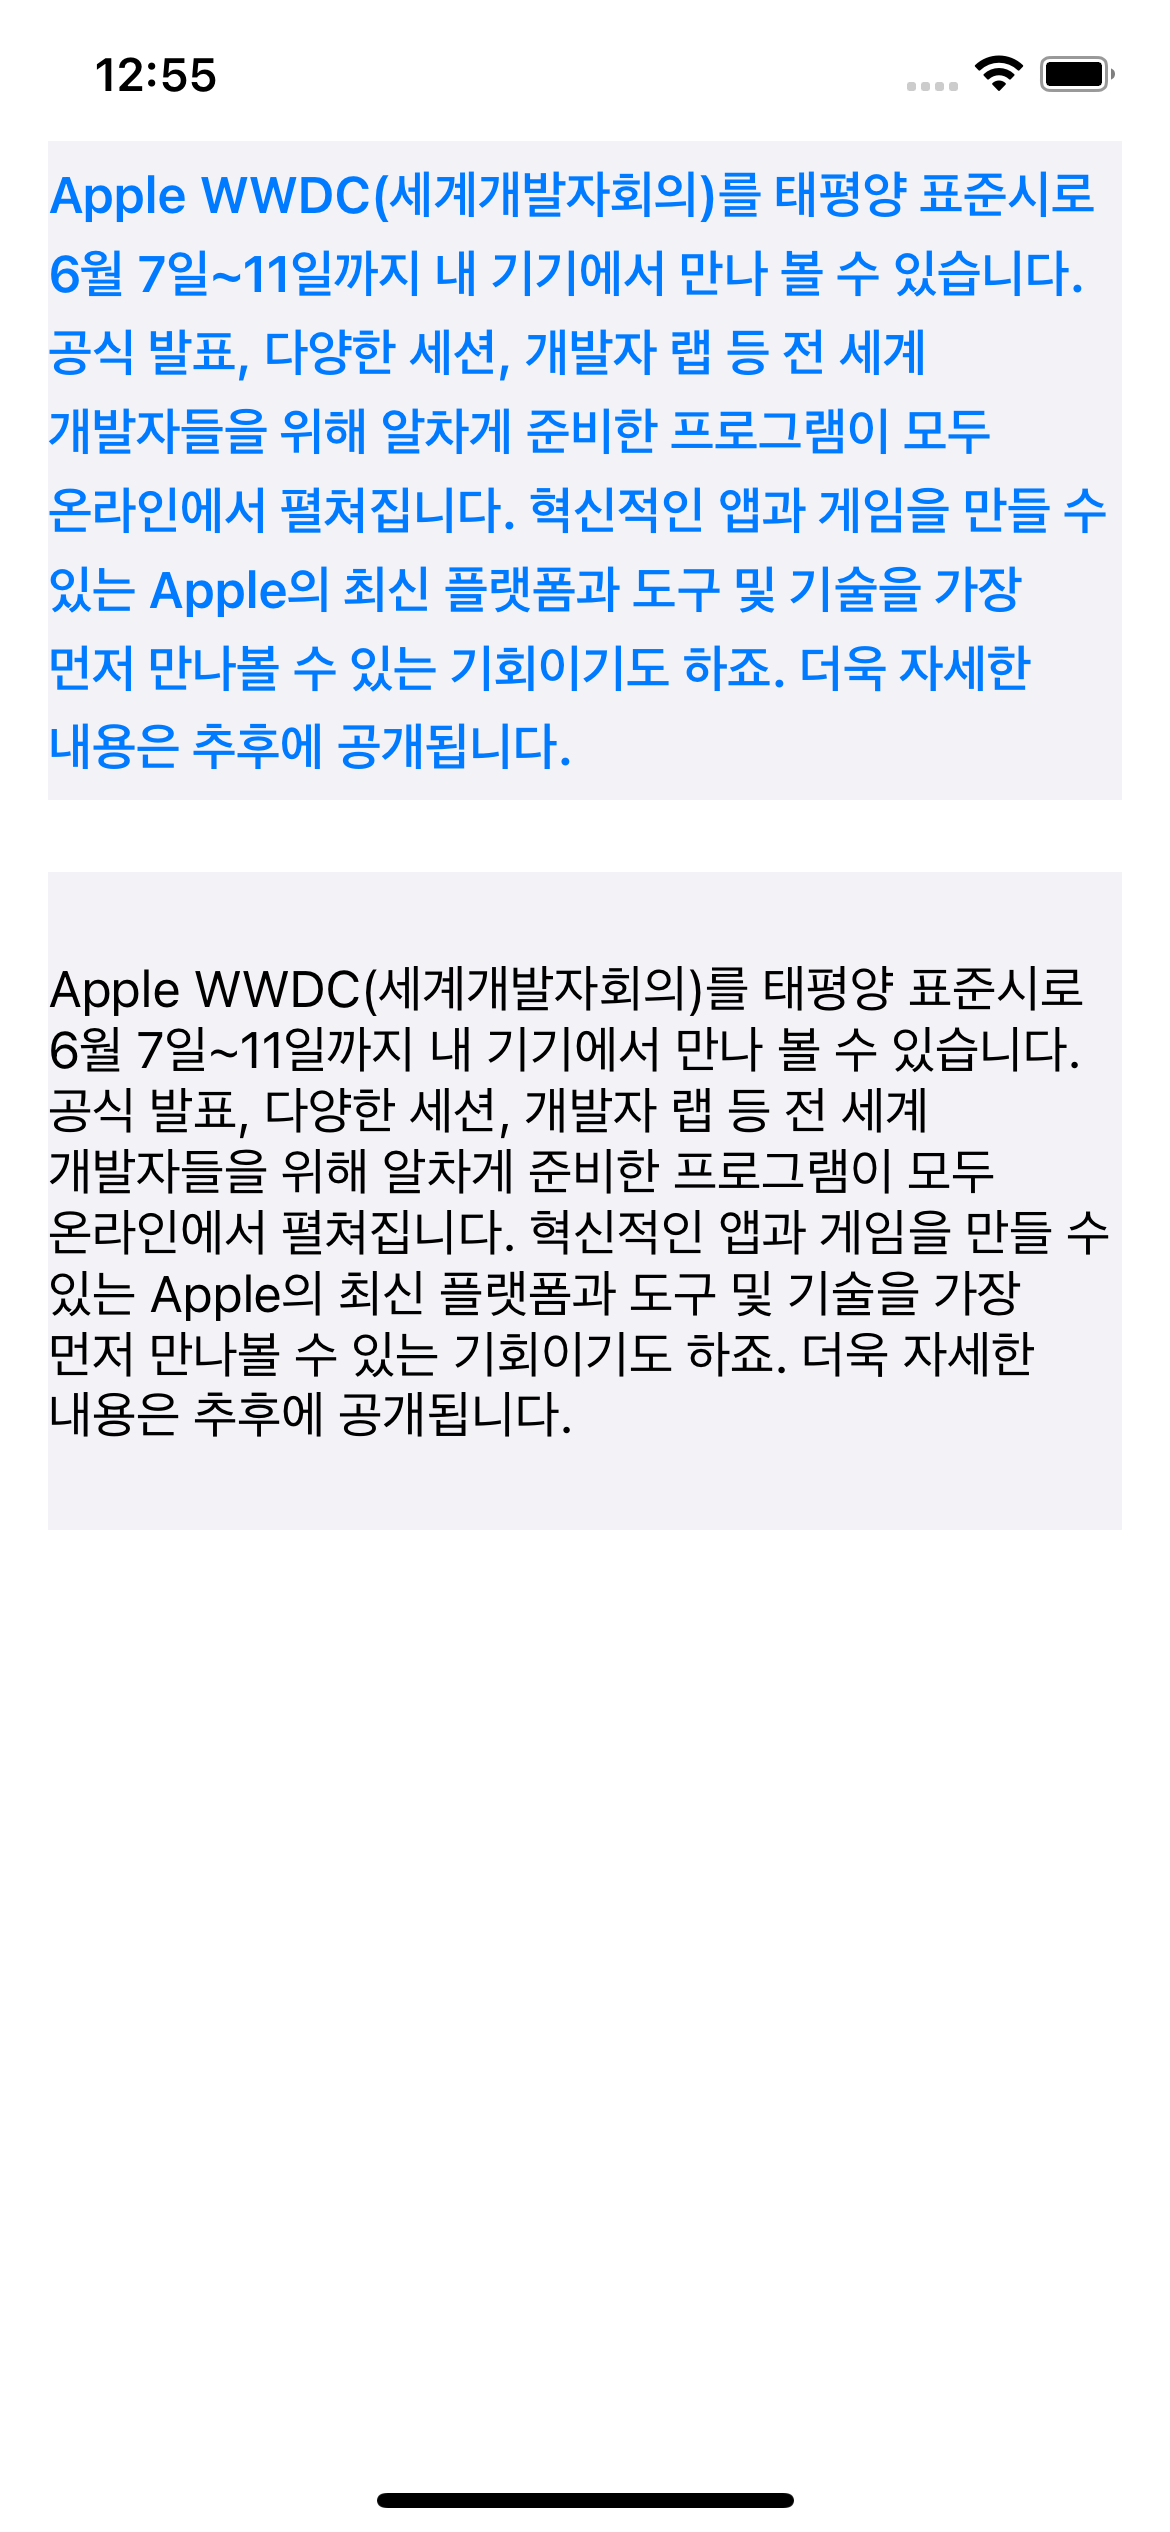 12:55
Apple WWDC(세계개발자회의)를 태평양 표준시로
6월 7일~11일까지 내 기기에서 만나 볼 수 있습니다.
공식 발표, 다양한 세션, 개발자 랩 등 전 세계
개발자들을 위해 알차게 준비한 프로그램이 모두
온라인에서 펼쳐집니다. 혁신적인 앱과 게임을 만들 수
있는 Apple의 최신 플랫폼과 도구 및 기술을 가장
먼저 만나볼 수 있는 기회이기도 하죠. 더욱 자세한
내용은 추후에 공개됩니다.
Apple WWDC(세계개발자회의)를 태평양 표준시로
6월 7일~11일까지 내 기기에서 만나 볼 수 있습니다.
공식 발표, 다양한 세션, 개발자 랩 등 전 세계
개발자들을 위해 알차게 준비한 프로그램이 모두
온라인에서 펼쳐집니다. 혁신적인 앱과 게임을 만들 수
있는 Apple의 최신 플랫폼과 도구 및 기술을 가장
먼저 만나볼 수 있는 기회이기도 하죠. 더욱 자세한
내용은 추후에 공개됩니다.